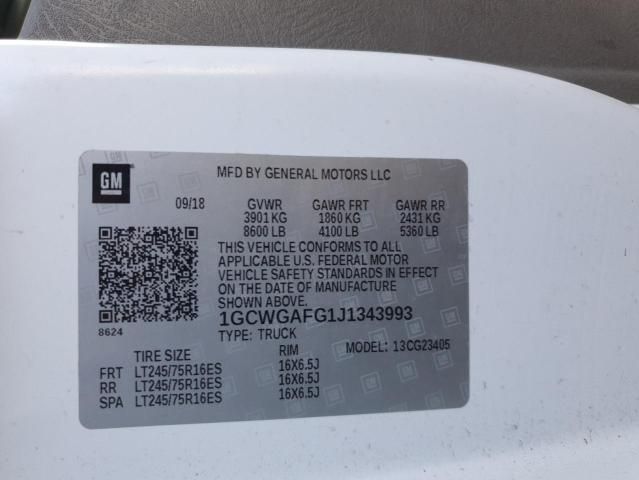 GM
MFD BY GENERAL MOTORS LLC
09/18 GVWR GAWR FRT GAWR RR
3901 KG 1860 KG 2431 KG
8600 LB 4100 LB 5360 LB
THIS VEHICLE CONFORMS TO ALL
APPLICABLE U.S. FEDERAL MOTOR
VEHICLE SAFETY STANDARDS IN EFFECT
ON THE DATE OF MANUFACTURE
SHOWN ABOVE.
8624
1GCWGAFG1J1343993
TYPE: TRUCK MODEL: 13CG23405
TIRE SIZE RIM
FRT LT245/75R16ES 16X6.5J
RR LT245/75R16ES 16X6.5J
SPA LT245/75R16ES 16X6.5J